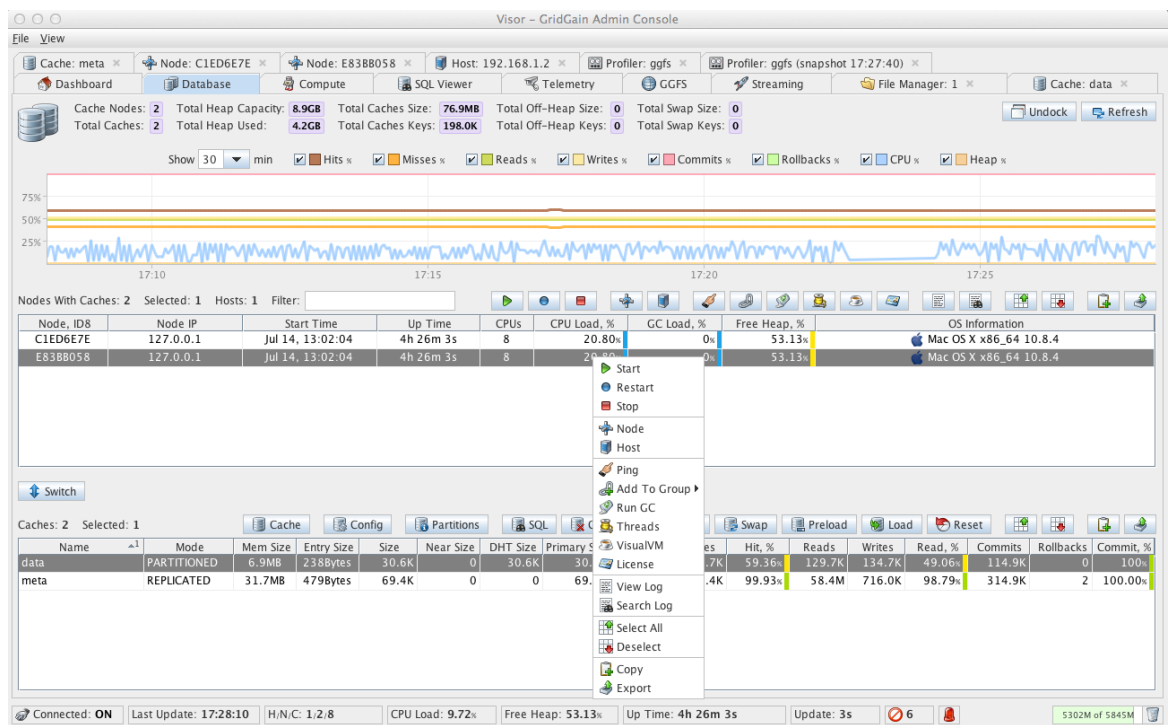 Visor – GridGain Admin Console
File View
Cache: meta × Node: C1ED6E7E × Node: E83BB058 × Host: 192.168.1.2 × Profiler: ggfs × Profiler: ggfs (snapshot 17:27:40) ×
Dashboard Database Compute SQL Viewer Telemetry GGFS Streaming File Manager: 1 × Cache: data ×
Cache Nodes: 2 Total Heap Capacity: 8.9GB Total Caches Size: 76.9MB Total Off-Heap Size: 0 Total Swap Size: 0 Undock Refresh
Total Caches: 2 Total Heap Used: 4.2GB Total Caches Keys: 198.0K Total Off-Heap Keys: 0 Total Swap Keys: 0
Show 30 min Hits % Misses % Reads % Writes % Commits % Rollbacks % CPU % Heap %
75%
50%
25%
17:10 17:15 17:20 17:25
Nodes With Caches: 2 Selected: 1 Hosts: 1 Filter:
Node, ID8 Node IP Start Time Up Time CPUs CPU Load, % GC Load, % Free Heap, % OS Information
C1ED6E7E 127.0.0.1 Jul 14, 13:02:04 4h 26m 3s 8 20.80% 0% 53.13% Mac OS X x86_64 10.8.4
E83BB058 127.0.0.1 Jul 14, 13:02:04 4h 26m 3s 8 20.80 0% 53.13% Mac OS X x86_64 10.8.4
Start
Restart
Stop
Node
Host
Ping
Add To Group
Run GC
Threads
VisualVM
License
View Log
Search Log
Select All
Deselect
Copy
Export
Switch
Caches: 2 Selected: 1 Cache Config Partitions SQL Swap Preload Load Reset
Name 1 Mode Mem Size Entry Size Size Near Size DHT Size Primary Hit, % Reads Writes Read, % Commits Rollbacks Commit, %
data PARTITIONED 6.9MB 238Bytes 30.6K 0 30.6K 30. .7K 59.36% 129.7K 134.7K 49.06% 114.9K 0 100%
meta REPLICATED 31.7MB 479Bytes 69.4K 0 0 69. .4K 99.93% 58.4M 716.0K 98.79% 314.9K 2 100.00%
Connected: ON Last Update: 17:28:10 H/N/C: 1/2/8 CPU Load: 9.72% Free Heap: 53.13% Up Time: 4h 26m 3s Update: 3s 6 5302M of 5845M